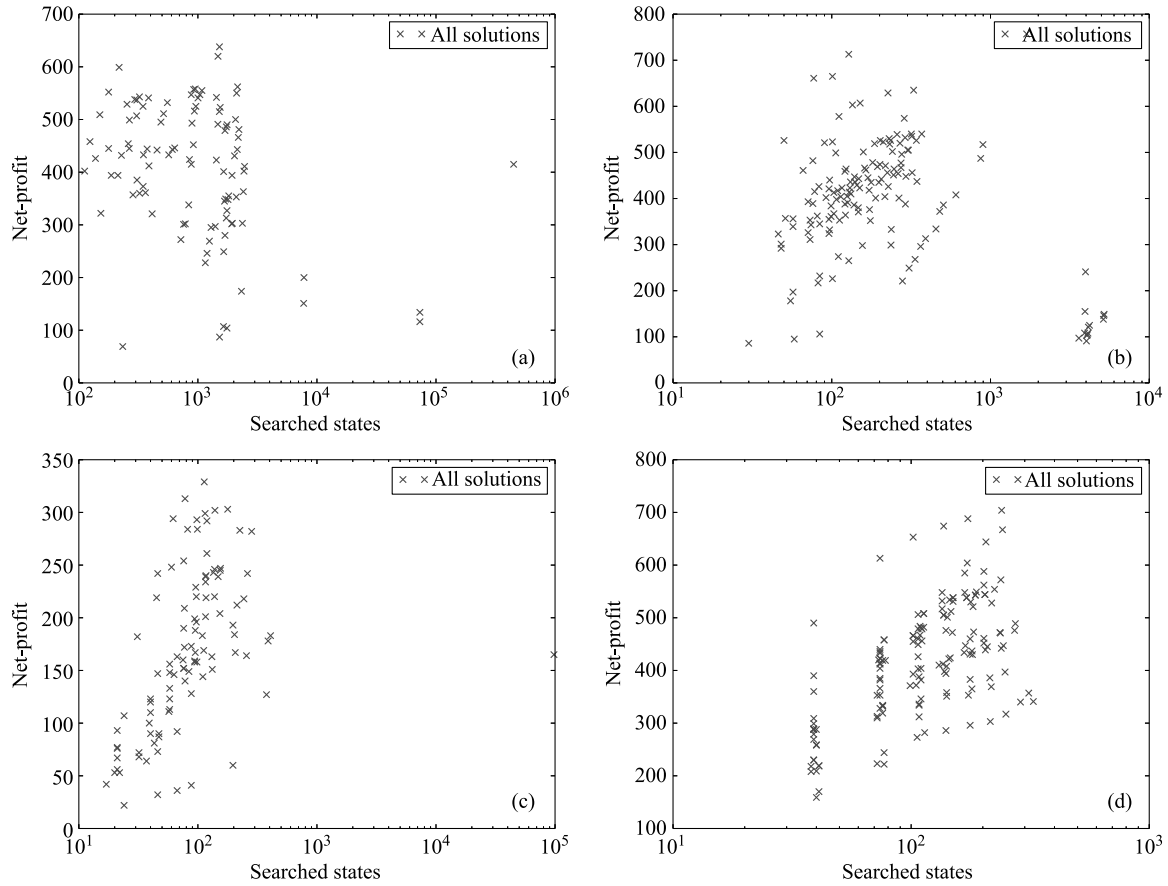 700
600
500
400
300
200
100
0
Net-profit
× × All solutions
(a)
10² 10³ 10⁴ 10⁵ 10⁶
Searched states
800
700
600
500
400
300
200
100
0
Net-profit
× × All solutions
(b)
10¹ 10² 10³ 10⁴
Searched states
350
300
250
200
150
100
50
0
Net-profit
× × All solutions
(c)
10¹ 10² 10³ 10⁴ 10⁵
Searched states
800
700
600
500
400
300
200
100
Net-profit
× × All solutions
(d)
10¹ 10² 10³
Searched states